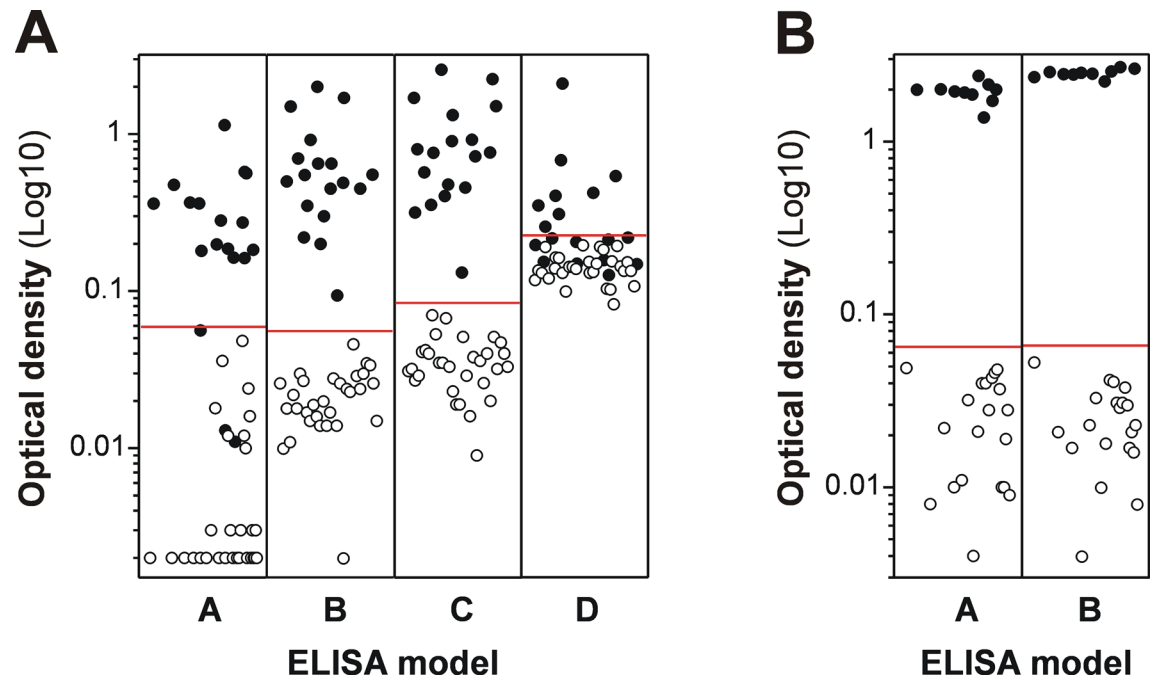 A
B
Optical density (Log10)
1
0.1
0.01
A B C D
ELISA model
Optical density (Log10)
1
0.1
0.01
A B
ELISA model